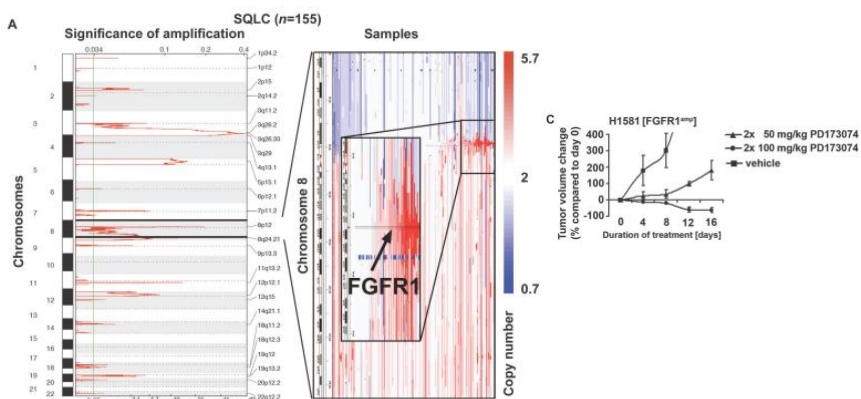 A
SQLC (n=155)
Significance of amplification
0.034 0.1 0.2 0.4
Chromosomes
1
2
3
4
5
6
7
8
9
10
11
12
13
14
15
16
17
18
19
20
21
22
1p34.2
1p12
2p15
2q14.2
3q11.2
3q26.2
3q26.33
3q29
4q13.1
5p15.1
6p12.1
7p11.2
8p12
8q24.21
9p13.3
11q13.2
12p12.1
12q15
14q21.1
18q11.2
18q12.3
19q12
19q13.2
20p12.2
Samples
Chromosome 8
FGFR1
5.7
2
0.7
Copy number
C
H1581 [FGFR1amp]
Tumor volume change
(% compared to day 0)
400
300
200
100
0
-100
0 4 8 12 16
Duration of treatment [days]
2x 50 mg/kg PD173074
2x 100 mg/kg PD173074
vehicle